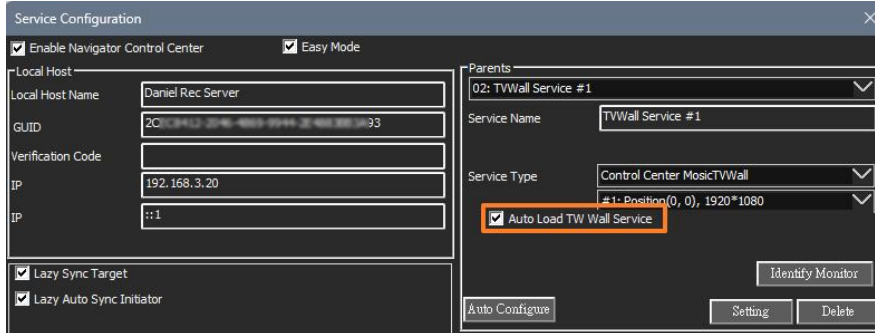 Service Configuration
Enable Navigator Control Center
Easy Mode
Local Host
Local Host Name
Daniel Rec Server
GUID
93
Verification Code
IP
192.168.3.20
IP
::1
Lazy Sync Target
Lazy Auto Sync Initiator
Parents
02: TVWall Service #1
Service Name
TVWall Service #1
Service Type
Control Center MosicTVWall
#1: Position(0, 0), 1920*1080
Auto Load TW Wall Service
Identify Monitor
Auto Configure
Setting
Delete